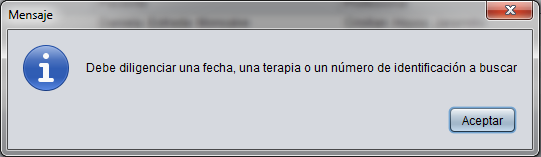 Mensaje
Debe diligenciar una fecha, una terapia o un número de identificación a buscar
Aceptar